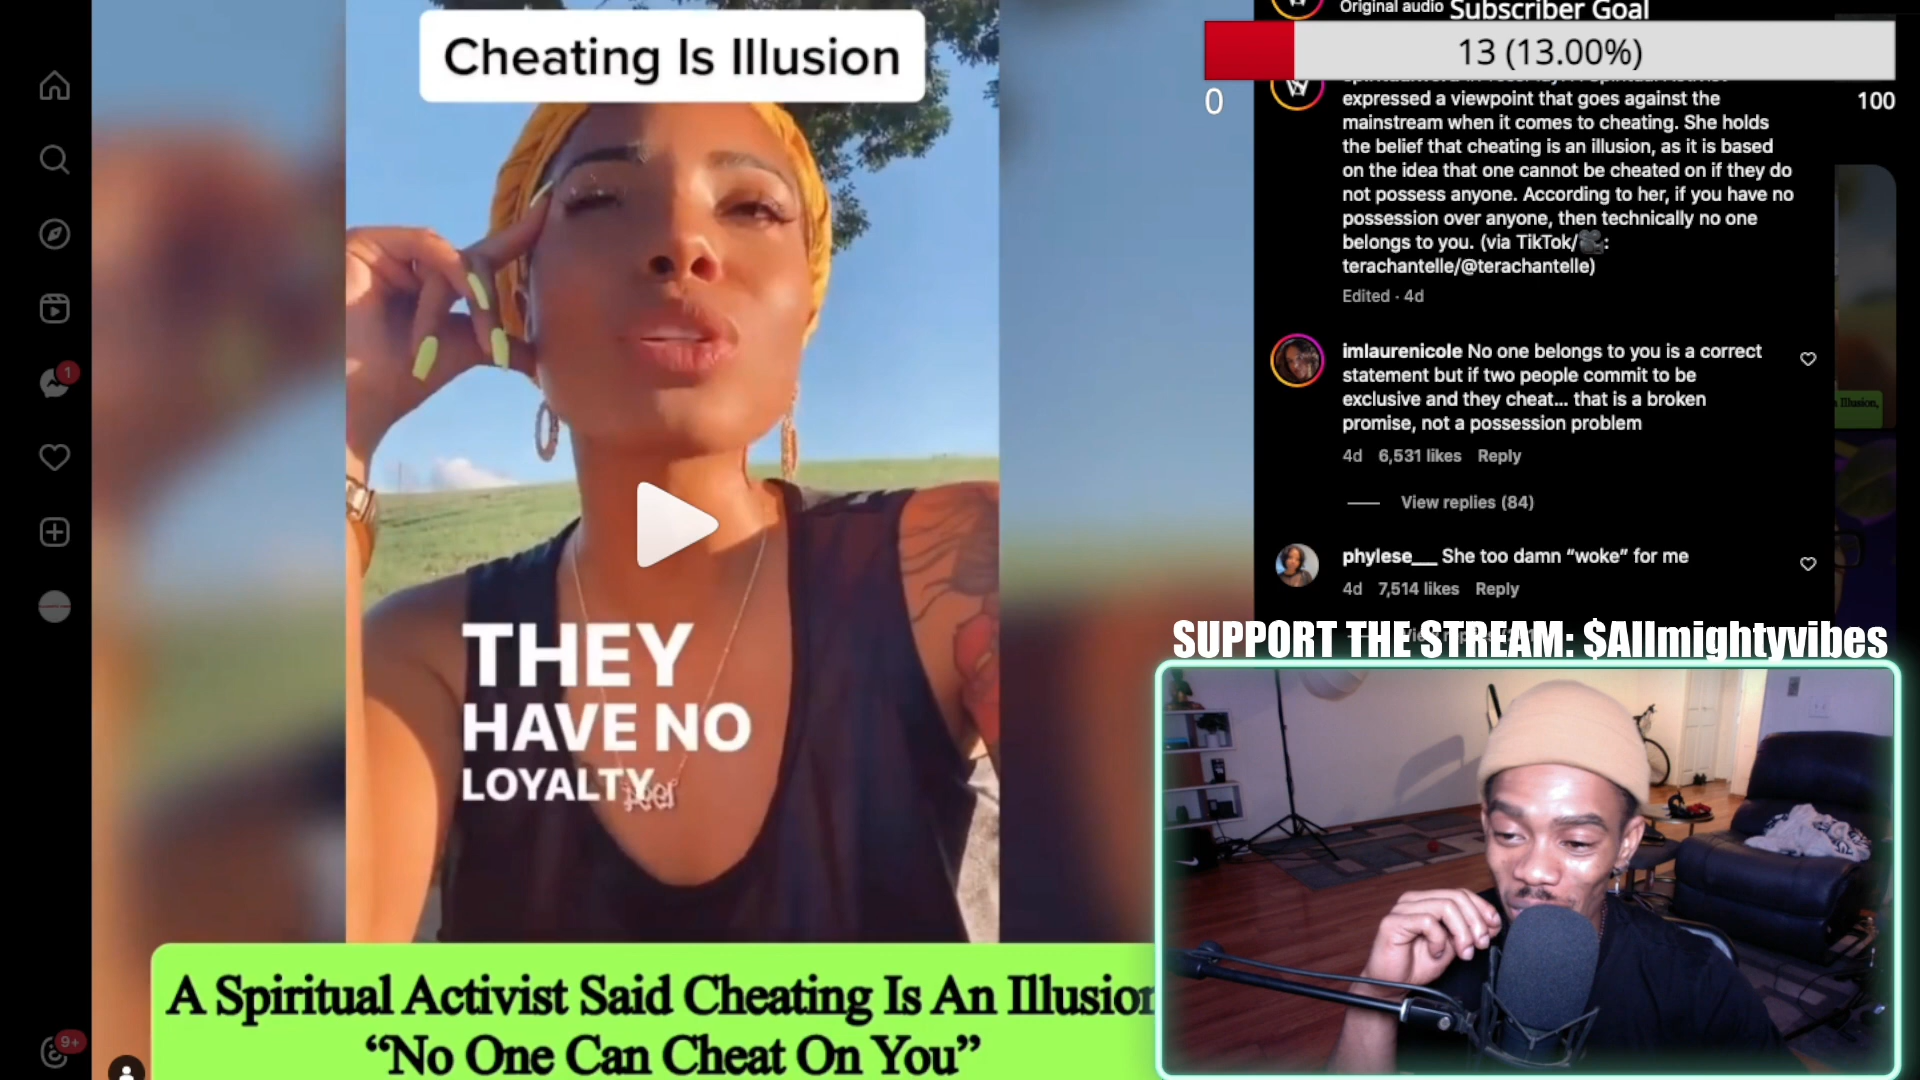 Cheating Is Illusion
THEY
HAVE NO
LOYALTY
A Spiritual Activist Said Cheating Is An Illusion
“No One Can Cheat On You”
1
9+
Original audio
Subscriber Goal
13 (13.00%)
0
100
expressed a viewpoint that goes against the
mainstream when it comes to cheating. She holds
the belief that cheating is an illusion, as it is based
on the idea that one cannot be cheated on if they do
not possess anyone. According to her, if you have no
possession over anyone, then technically no one
belongs to you. (via TikTok/🎥:
terachantelle/@terachantelle)
Edited · 4d
imlaurenicole No one belongs to you is a correct
statement but if two people commit to be
exclusive and they cheat... that is a broken
promise, not a possession problem
4d 6,531 likes Reply
View replies (84)
phylese__ She too damn “woke” for me
4d 7,514 likes Reply
Illusion,
SUPPORT THE STREAM: $Allmightyvibes